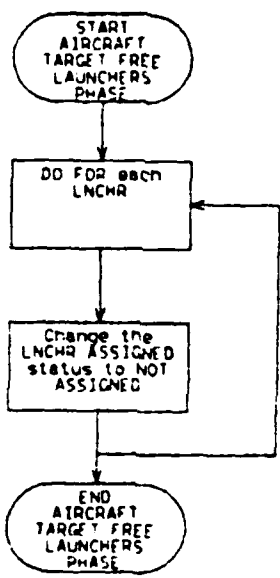 START
AIRCRAFT
TARGET FREE
LAUNCHERS
PHASE
DO FOR each
LNCHR
Change the
LNCHR ASSIGNED
status to NOT
ASSIGNED
END
AIRCRAFT
TARGET FREE
LAUNCHERS
PHASE